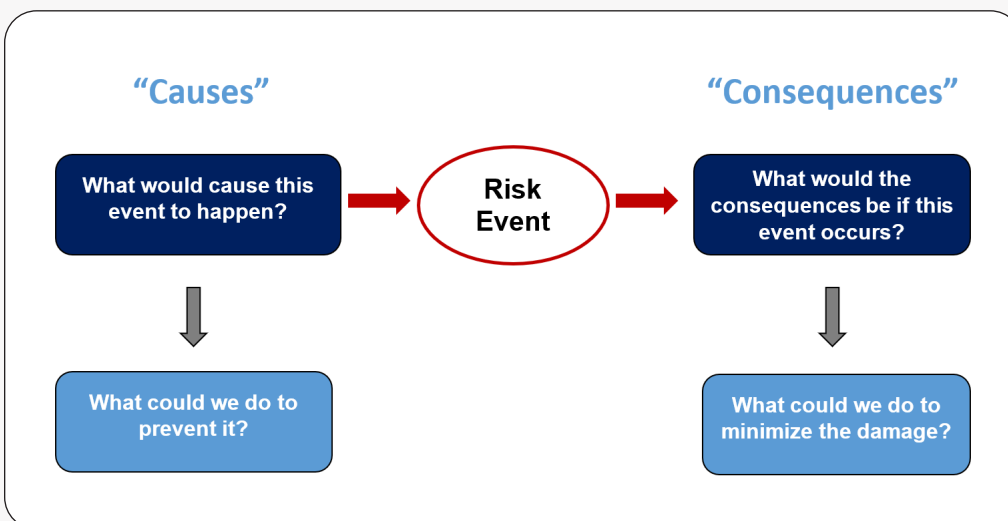 “Causes”
“Consequences”
What would cause this
event to happen?
Risk
Event
What would the
consequences be if this
event occurs?
What could we do to
prevent it?
What could we do to
minimize the damage?